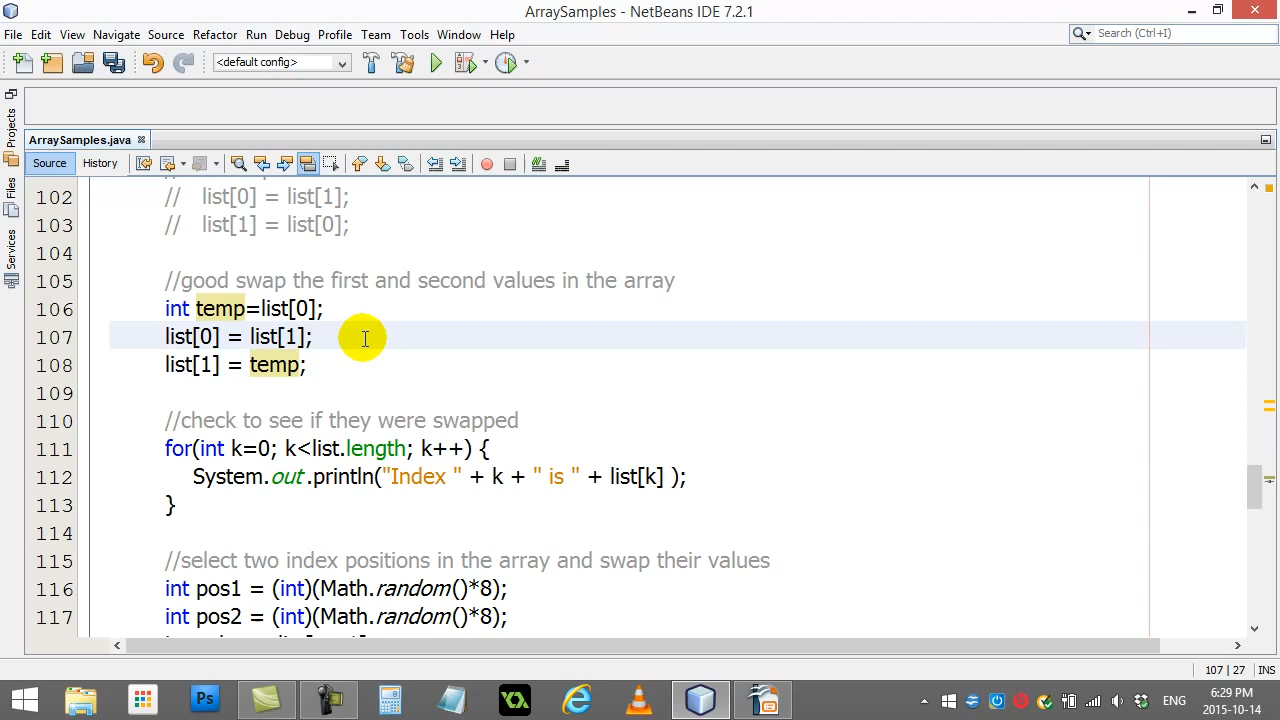 ArraySamples - NetBeans IDE 7.2.1
File Edit View Navigate Source Refactor Run Debug Profile Team Tools Window Help
Search (Ctrl+I)
<default config>
Projects
Files
Services
ArraySamples.java
Source History
102 // list[0] = list[1];
103 // list[1] = list[0];
104
105 //good swap the first and second values in the array
106 int temp=list[0];
107 list[0] = list[1];
108 list[1] = temp;
109
110 //check to see if they were swapped
111 for(int k=0; k<list.length; k++) {
112 System.out.println("Index " + k + " is " + list[k] );
113 }
114
115 //select two index positions in the array and swap their values
116 int pos1 = (int)(Math.random()*8);
117 int pos2 = (int)(Math.random()*8);
107 | 27 INS
Ps
ENG
6:29 PM
2015-10-14